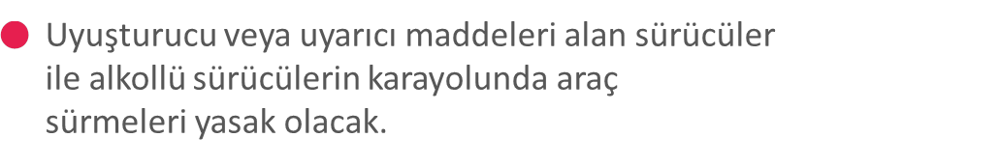 Uyuşturucu veya uyarıcı maddeleri alan sürücüler
ile alkollü sürücülerin karayolunda araç
sürmeleri yasak olacak.